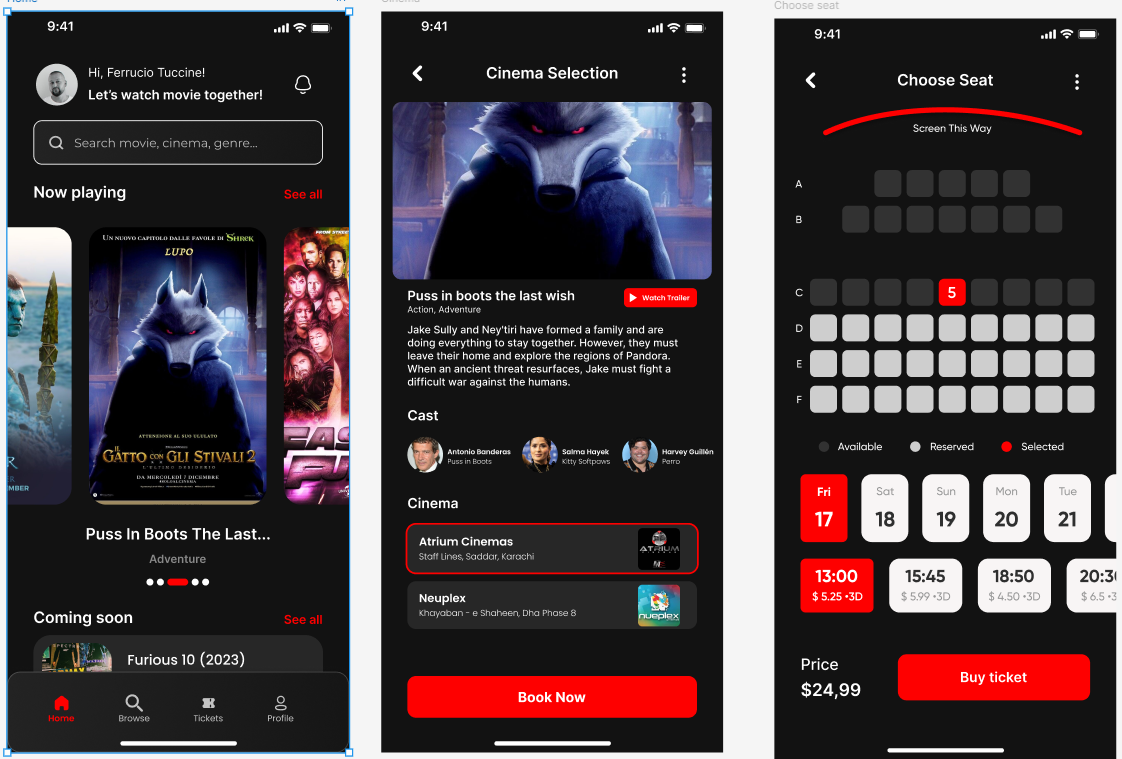 Home
Cinema
Choose seat
9:41
Hi, Ferrucio Tuccine!
Let's watch movie together!
Search movie, cinema, genre...
Now playing
See all
MBER
UN NUOVO CAPITOLO DALLE FAVOLE DI SHREK
LUPO
ATTENZIONE AL SUO ULULATO
IL GATTO CON GLI STIVALI 2
L'ULTIMO DESIDERIO
DA MERCOLEDÌ 7 DICEMBRE
#SOLOALCINEMA
FROM STREE
FAS
Puss In Boots The Last...
Adventure
Coming soon
See all
Furious 10 (2023)
Home
Browse
Tickets
Profile
9:41
Cinema Selection
Puss in boots the last wish
Watch Trailer
Action, Adventure
Jake Sully and Ney'tiri have formed a family and are
doing everything to stay together. However, they must
leave their home and explore the regions of Pandora.
When an ancient threat resurfaces, Jake must fight a
difficult war against the humans.
Cast
Antonio Banderas
Puss in Boots
Salma Hayek
Kitty Softpaws
Harvey Guillén
Perro
Cinema
Atrium Cinemas
Staff Lines, Saddar, Karachi
ATRIUM
Neuplex
Khayaban - e Shaheen, Dha Phase 8
nueplex
Book Now
9:41
Choose Seat
Screen This Way
A
B
C
5
D
E
F
Available
Reserved
Selected
Fri
17
Sat
18
Sun
19
Mon
20
Tue
21
13:00
$ 5.25 •3D
15:45
$ 5.99 •3D
18:50
$ 4.50 •3D
20:30
$ 6.5 •3
Price
$24,99
Buy ticket